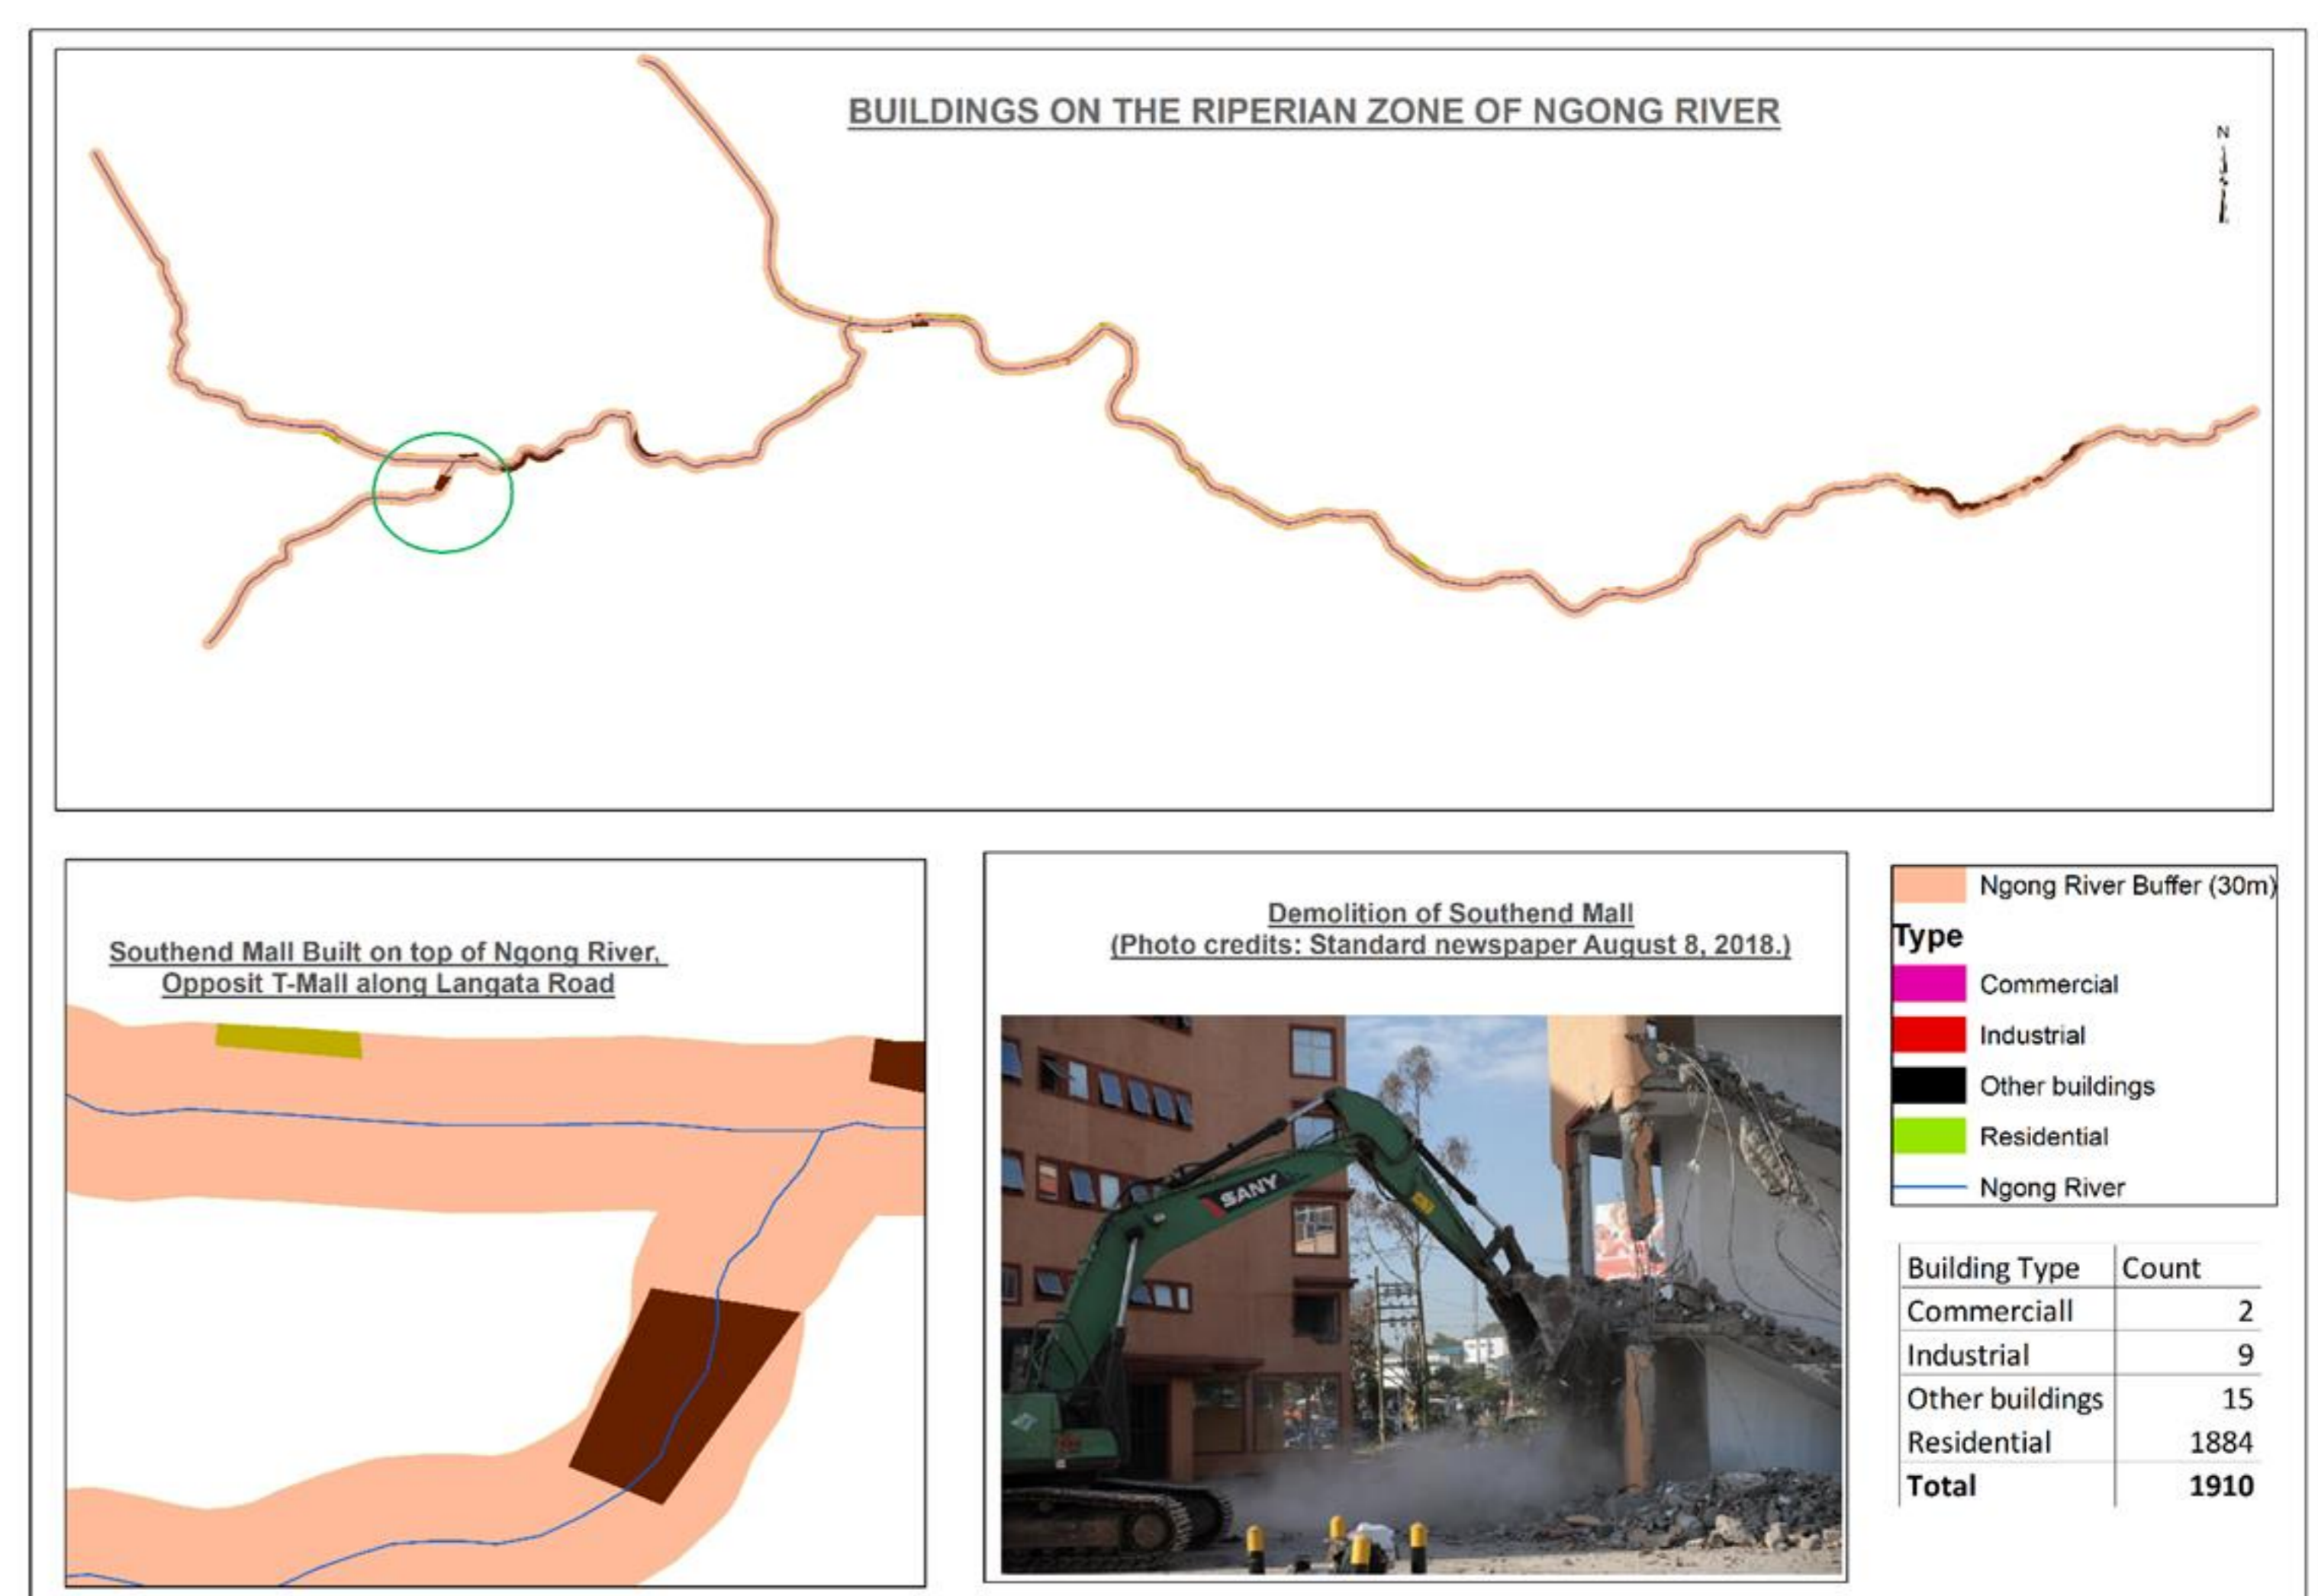 BUILDINGS ON THE RIPERIAN ZONE OF NGONG RIVER
N
Southend Mall Built on top of Ngong River,
Opposit T-Mall along Langata Road
Demolition of Southend Mall
(Photo credits: Standard newspaper August 8, 2018.)
SANY
Ngong River Buffer (30m)
Type
Commercial
Industrial
Other buildings
Residential
Ngong River
Building Type Count
Commerciall 2
Industrial 9
Other buildings 15
Residential 1884
Total 1910